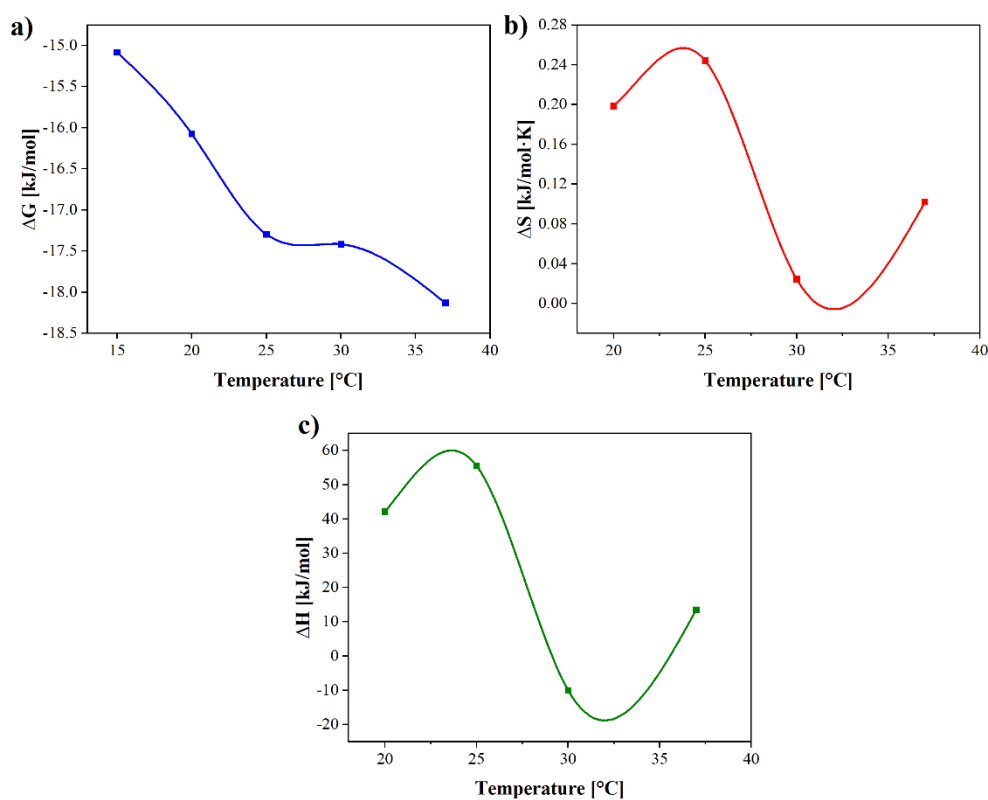 a)
-15.0
-15.5
-16.0
-16.5
-17.0
-17.5
-18.0
-18.5
ΔG [kJ/mol]
15 20 25 30 35 40
Temperature [°C]
b)
0.28
0.24
0.20
0.16
0.12
0.08
0.04
0.00
ΔS [kJ/mol·K]
20 25 30 35 40
Temperature [°C]
c)
60
50
40
30
20
10
0
-10
-20
ΔH [kJ/mol]
20 25 30 35 40
Temperature [°C]